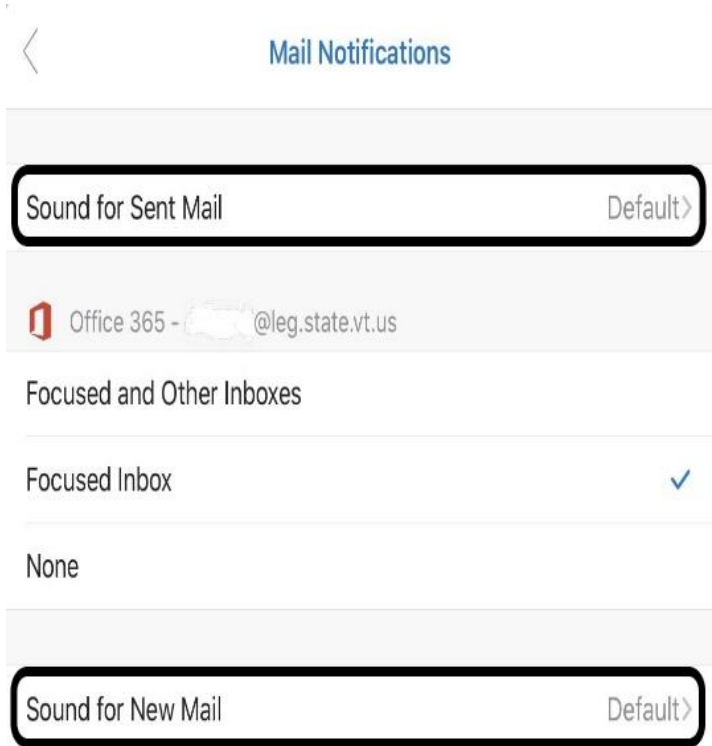 Mail Notifications
Sound for Sent Mail Default
Office 365 - @leg.state.vt.us
Focused and Other Inboxes
Focused Inbox
None
Sound for New Mail Default